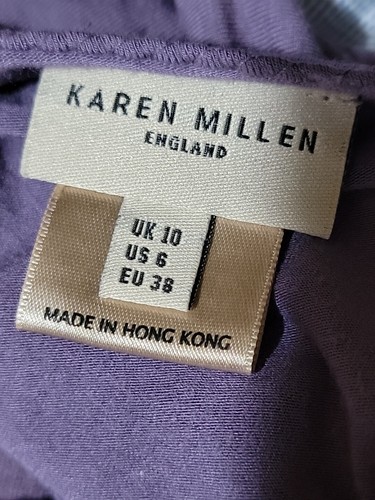 KAREN MILLEN
ENGLAND
UK 10
US 6
EU 38
MADE IN HONG KONG